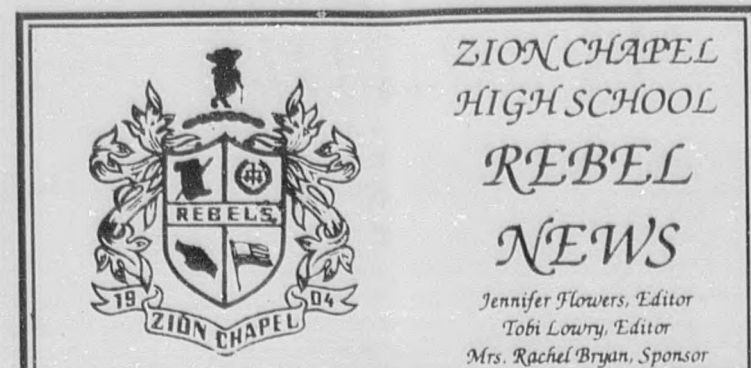 REBELS
19 04
ZION CHAPEL
ZION CHAPEL
HIGH SCHOOL
REBEL
NEWS
Jennifer Flowers, Editor
Tobi Lowry, Editor
Mrs. Rachel Bryan, Sponsor